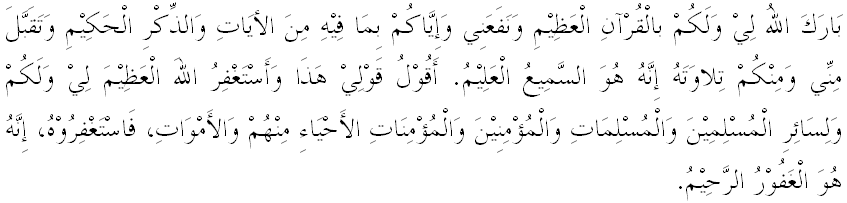 بَارَكَ اللهُ لِيْ وَلَكُمْ بِالْقُرْآنِ الْعَظِيْمِ وَنَفَعَنِي وَإِيَّاكُمْ بِمَا فِيْهِ مِنَ الأيَاتِ وَالذِّكْرِ الْحَكِيْمِ وَتَقَبَّلَ
مِنِّي وَمِنْكُمْ تِلاوَتَهُ إِنَّهُ هُوَ السَّمِيعُ الْعَلِيْمُ. أَقُوْلُ قَوْلِيْ هَذَا وَأَسْتَغْفِرُ اللهَ الْعَظِيْمَ لِيْ وَلَكُمْ
وَلِسَائِرِ الْمُسْلِمِيْنَ وَالْمُسْلِمَاتِ وَالْمُؤْمِنِيْنَ وَالْمُؤْمِنَاتِ الأَحْيَاءِ مِنْهُمْ وَالأَمْوَاتِ، فَاسْتَغْفِرُوْهُ، إِنَّهُ
هُوَ الْغَفُوْرُ الرَّحِيْمُ.